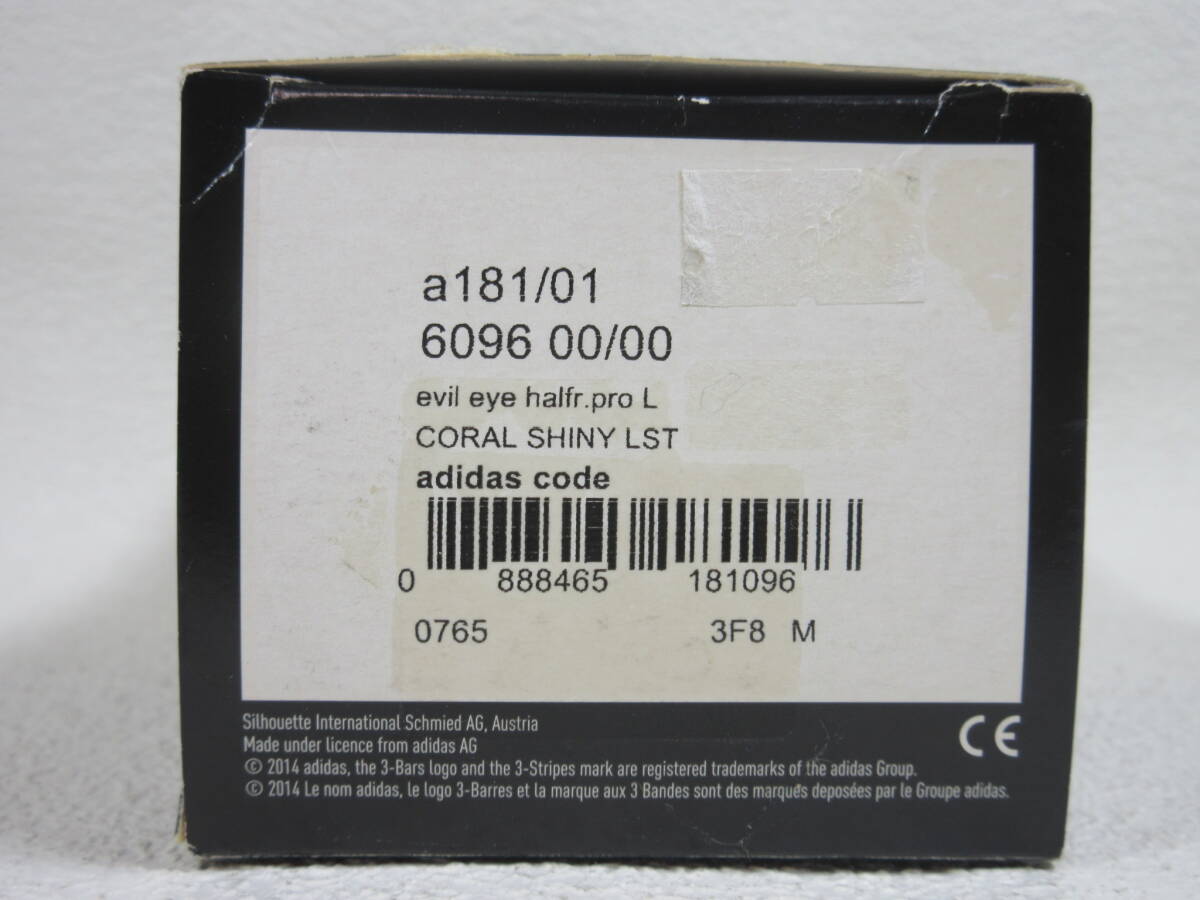 a181/01
6096 00/00
evil eye halfr.pro L
CORAL SHINY LST
adidas code
0 888465 181096
0765 3F8 M
Silhouette International Schmied AG, Austria
Made under licence from adidas AG
© 2014 adidas, the 3-Bars logo and the 3-Stripes mark are registered trademarks of the adidas Group.
© 2014 Le nom adidas, le logo 3-Barres et la marque aux 3 Bandes sont des marques deposées par le Groupe adidas.
CE